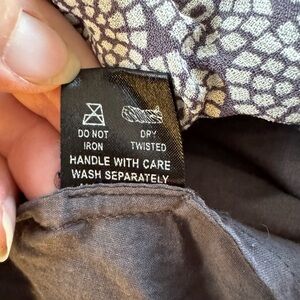 DO NOT DRY
IRON TWISTED
HANDLE WITH CARE
WASH SEPARATELY